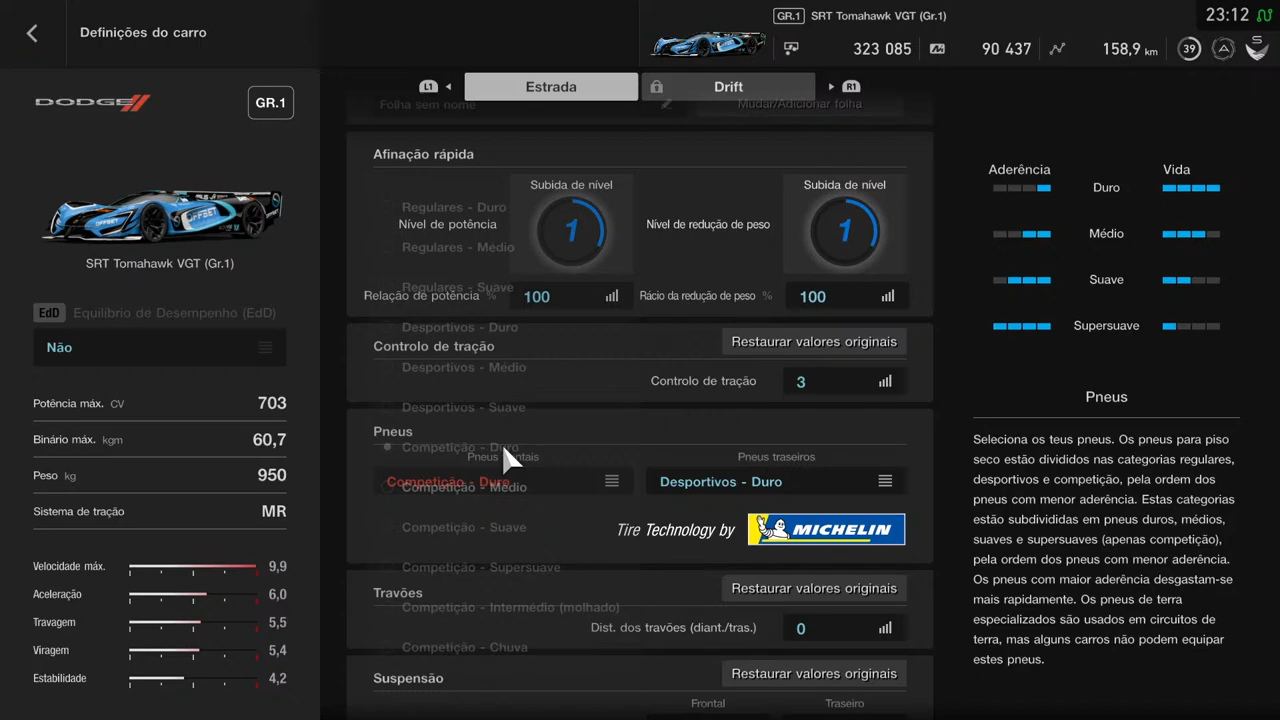 Definições do carro
GR.1 SRT Tomahawk VGT (Gr.1)
23:12
323 085
90 437
158,9 km
39
A
S
L1
Estrada
Drift
R1
DODGE
GR.1
SRT Tomahawk VGT (Gr.1)
EdD Equilíbrio de Desempenho (EdD)
Não
Potência máx. CV 703
Binário máx. kgm 60,7
Peso kg 950
Sistema de tração MR
Velocidade máx. 9,9
Aceleração 6,0
Travagem 5,5
Viragem 5,4
Estabilidade 4,2
Folha sem nome
Mudar/Adicionar folha
Afinação rápida
Subida de nível
Subida de nível
Nível de potência
1
Nível de redução de peso
1
Relação de potência % 100
Rácio da redução de peso % 100
Controlo de tração
Restaurar valores originais
Controlo de tração 3
Pneus
Pneus frontais
Pneus traseiros
Competição - Duro
Desportivos - Duro
Tire Technology by MICHELIN
Travões
Restaurar valores originais
Dist. dos travões (diant./tras.) 0
Suspensão
Restaurar valores originais
Frontal
Traseiro
Regulares - Duro
Regulares - Médio
Regulares - Suave
Desportivos - Duro
Desportivos - Médio
Desportivos - Suave
Competição - Duro
Competição - Médio
Competição - Suave
Competição - Supersuave
Competição - Intermédio (molhado)
Competição - Chuva
Aderência
Vida
Duro
Médio
Suave
Supersuave
Pneus
Seleciona os teus pneus. Os pneus para piso
seco estão divididos nas categorias regulares,
desportivos e competição, pela ordem dos
pneus com menor aderência. Estas categorias
estão subdivididas em pneus duros, médios,
suaves e supersuaves (apenas competição),
pela ordem dos pneus com menor aderência.
Os pneus com maior aderência desgastam-se
mais rapidamente. Os pneus de terra
especializados são usados em circuitos de
terra, mas alguns carros não podem equipar
estes pneus.
OFFBET